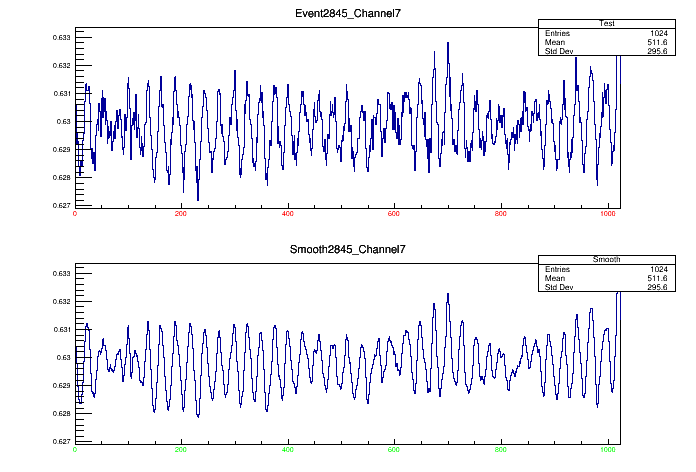 Event2845_Channel7
Test
Entries 1024
Mean 511.6
Std Dev 295.6
0.633
0.632
0.631
0.63
0.629
0.628
0.627
0 200 400 600 800 1000
Smooth2845_Channel7
Smooth
Entries 1024
Mean 511.6
Std Dev 295.6
0.633
0.632
0.631
0.63
0.629
0.628
0.627
0 200 400 600 800 1000